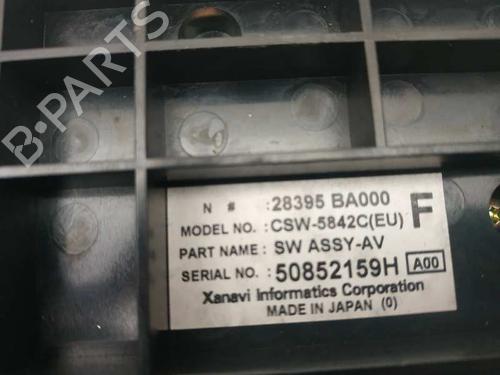 B-PARTS
N # : 28395 BA000
F
MODEL NO. : CSW-5842C(EU)
PART NAME : SW ASSY-AV
SERIAL NO. : 50852159H A00
Xanavi Informatics Corporation
MADE IN JAPAN (0)